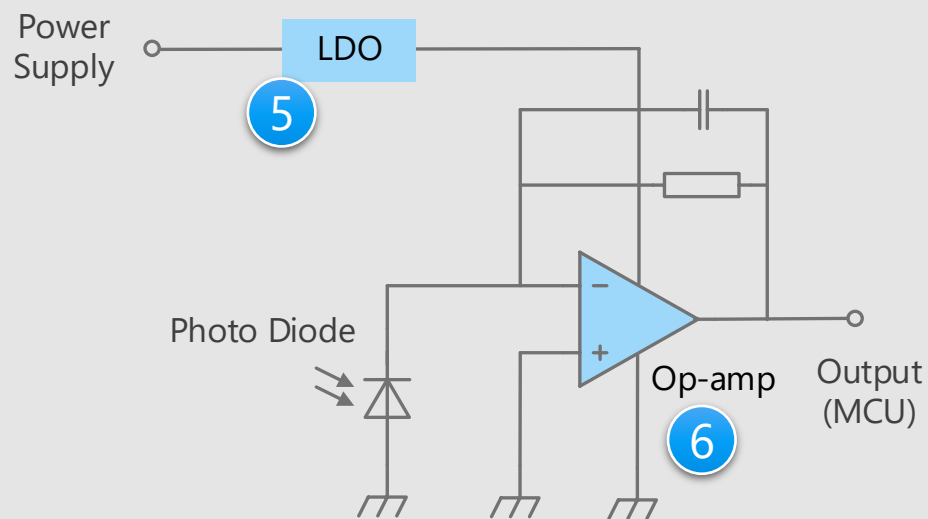 Power
Supply
LDO
5
Photo Diode
−
+
Op-amp
6
Output
(MCU)